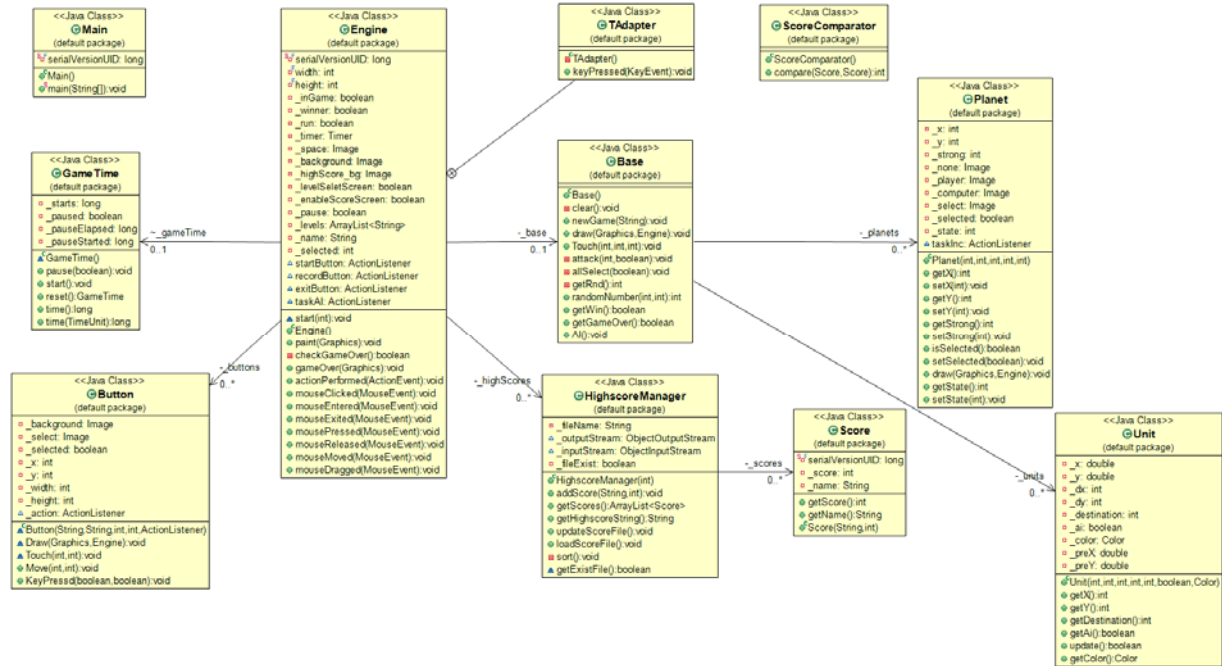 <<Java Class>>
Main
(default package)
serialVersionUID: long
Main()
main(String[]):void
<<Java Class>>
Engine
(default package)
serialVersionUID: long
width: int
height: int
_inGame: boolean
_winner: boolean
_run: boolean
_timer: Timer
_space: Image
_background: Image
_highScore_bg: Image
_levelSeletScreen: boolean
_enableScoreScreen: boolean
_pause: boolean
_levels: ArrayList<String>
_name: String
_selected: int
startButton: ActionListener
recordButton: ActionListener
exitButton: ActionListener
taskAI: ActionListener
start(int):void
Engine()
paint(Graphics):void
checkGameOver():boolean
gameOver(Graphics):void
actionPerformed(ActionEvent):void
mouseClicked(MouseEvent):void
mouseEntered(MouseEvent):void
mouseExited(MouseEvent):void
mousePressed(MouseEvent):void
mouseReleased(MouseEvent):void
mouseMoved(MouseEvent):void
mouseDragged(MouseEvent):void
<<Java Class>>
TAdapter
(default package)
TAdapter()
keyPressed(KeyEvent):void
<<Java Class>>
ScoreComparator
(default package)
ScoreComparator()
compare(Score,Score):int
<<Java Class>>
Planet
(default package)
_x: int
_y: int
_strong: int
_none: Image
_player: Image
_computer: Image
_select: Image
_selected: boolean
_state: int
taskInc: ActionListener
Planet(int,int,int,int,int)
getX():int
setX(int):void
getY():int
setY(int):void
getStrong():int
setStrong(int):void
isSelected():boolean
setSelected(boolean):void
draw(Graphics,Engine):void
getState():int
setState(int):void
<<Java Class>>
GameTime
(default package)
_starts: long
_paused: boolean
_pauseElapsed: long
_pauseStarted: long
GameTime()
pause(boolean):void
start():void
reset():GameTime
time():long
time(TimeUnit):long
~_gameTime
0..1
<<Java Class>>
Base
(default package)
Base()
clear():void
newGame(String):void
draw(Graphics,Engine):void
Touch(int,int,int):void
attack(int,boolean):void
allSelect(boolean):void
getRnd():int
randomNumber(int,int):int
getWin():boolean
getGameOver():boolean
AI():void
-_base
0..1
-_planets
0..*
-_buttons
0..*
<<Java Class>>
Button
(default package)
_background: Image
_select: Image
_selected: boolean
_x: int
_y: int
_width: int
_height: int
_action: ActionListener
Button(String,String,int,int,ActionListener)
Draw(Graphics,Engine):void
Touch(int,int):void
Move(int,int):void
KeyPressd(boolean,boolean):void
-_highScores
0..*
<<Java Class>>
HighscoreManager
(default package)
_fileName: String
_outputStream: ObjectOutputStream
_inputStream: ObjectInputStream
_fileExist: boolean
HighscoreManager(int)
addScore(String,int):void
getScores():ArrayList<Score>
getHighscoreString():String
updateScoreFile():void
loadScoreFile():void
sort():void
getExistFile():boolean
-_scores
0..*
<<Java Class>>
Score
(default package)
serialVersionUID: long
_score: int
_name: String
getScore():int
getName():String
Score(String,int)
-_units
0..*
<<Java Class>>
Unit
(default package)
_x: double
_y: double
_dx: int
_dy: int
_destination: int
_ai: boolean
_color: Color
_preX: double
_preY: double
Unit(int,int,int,int,int,boolean,Color)
getX():int
getY():int
getDestination():int
getAi():boolean
update():boolean
getColor():Color